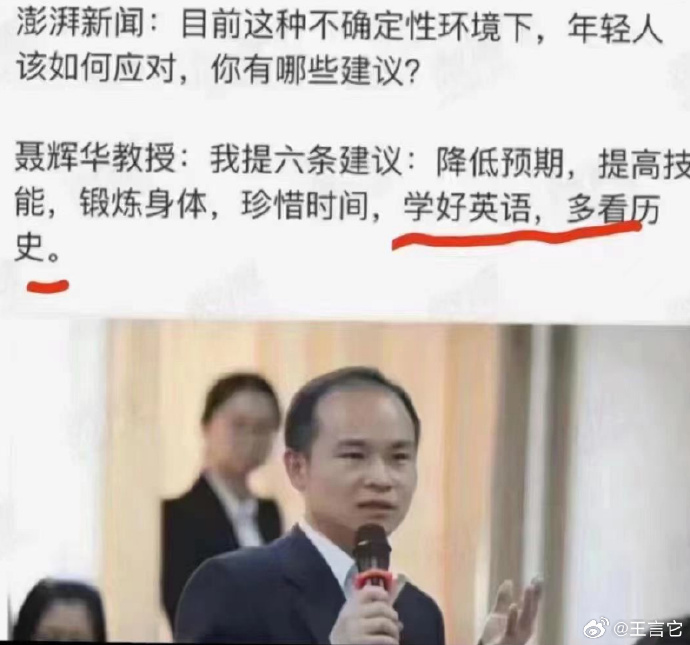 澎湃新闻：目前这种不确定性环境下，年轻人
该如何应对，你有哪些建议？
聂辉华教授：我提六条建议：降低预期，提高技
能，锻炼身体，珍惜时间，学好英语，多看历
史。
@王言它